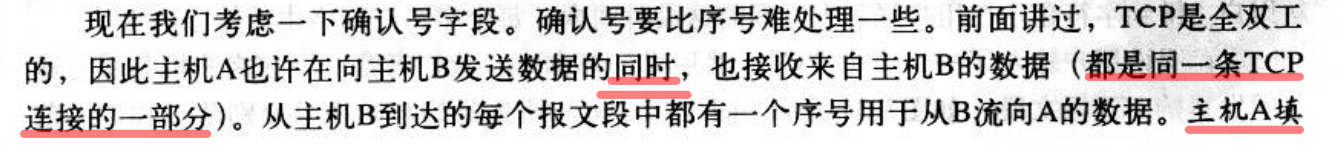 现在我们考虑一下确认号字段。确认号要比序号难处理一些。前面讲过，TCP是全双工
的，因此主机A也许在向主机B发送数据的同时，也接收来自主机B的数据（都是同一条TCP
连接的一部分）。从主机B到达的每个报文段中都有一个序号用于从B流向A的数据。主机A填